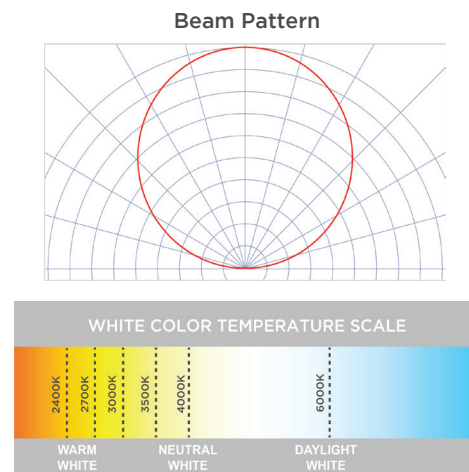 Beam Pattern
WHITE COLOR TEMPERATURE SCALE
2400K
2700K
3000K
3500K
4000K
6000K
WARM
WHITE
NEUTRAL
WHITE
DAYLIGHT
WHITE